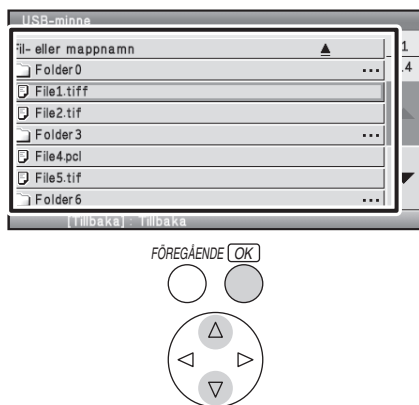 USB-minne
Fil- eller mappnamn
1
Folder0 ...
.4
File1.tiff
File2.tif
Folder3 ...
File4.pcl
File5.tif
Folder6 ...
[Tillbaka] : Tillbaka
FÖREGÅENDE OK